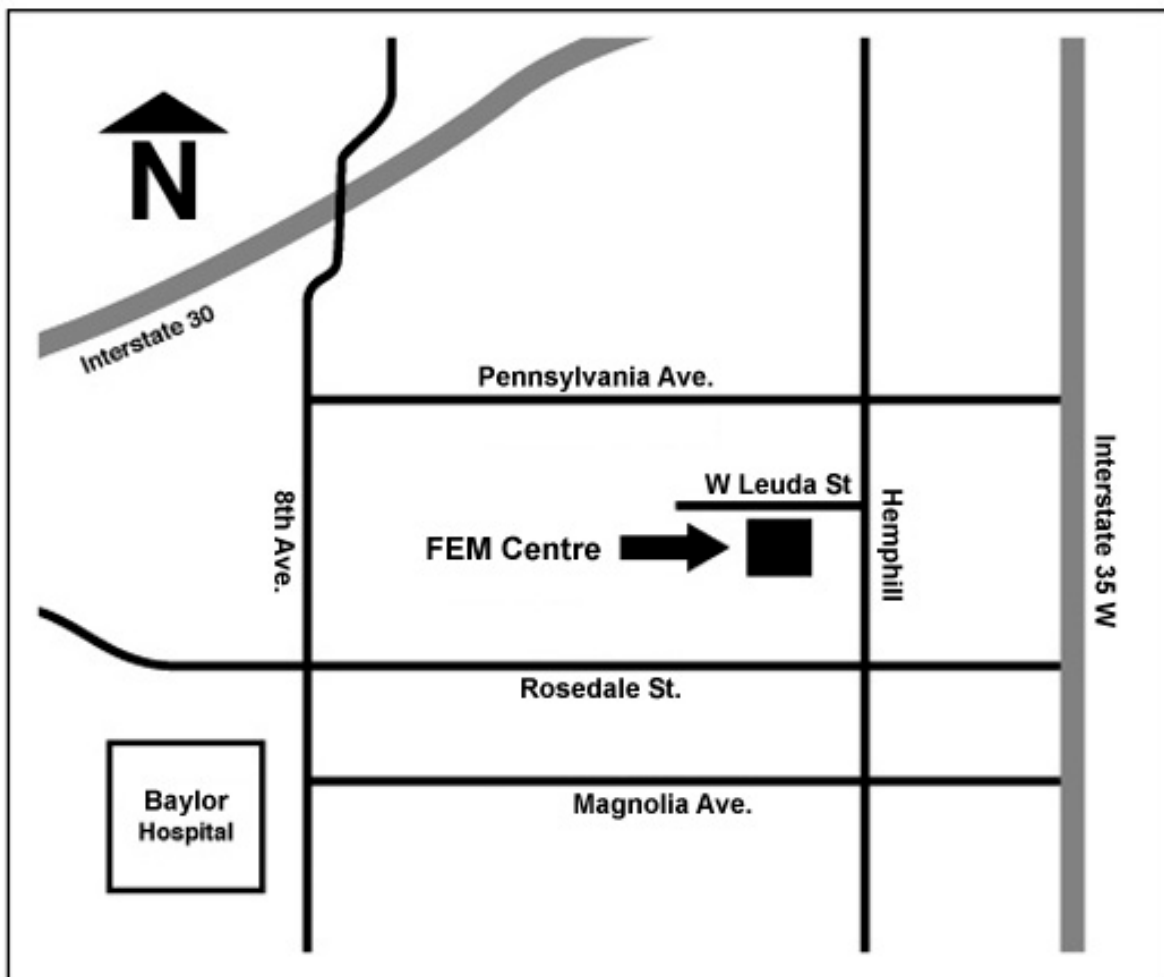 N
Interstate 30
Pennsylvania Ave.
W Leuda St
8th Ave.
FEM Centre
Hemphill
Interstate 35 W
Rosedale St.
Baylor
Hospital
Magnolia Ave.